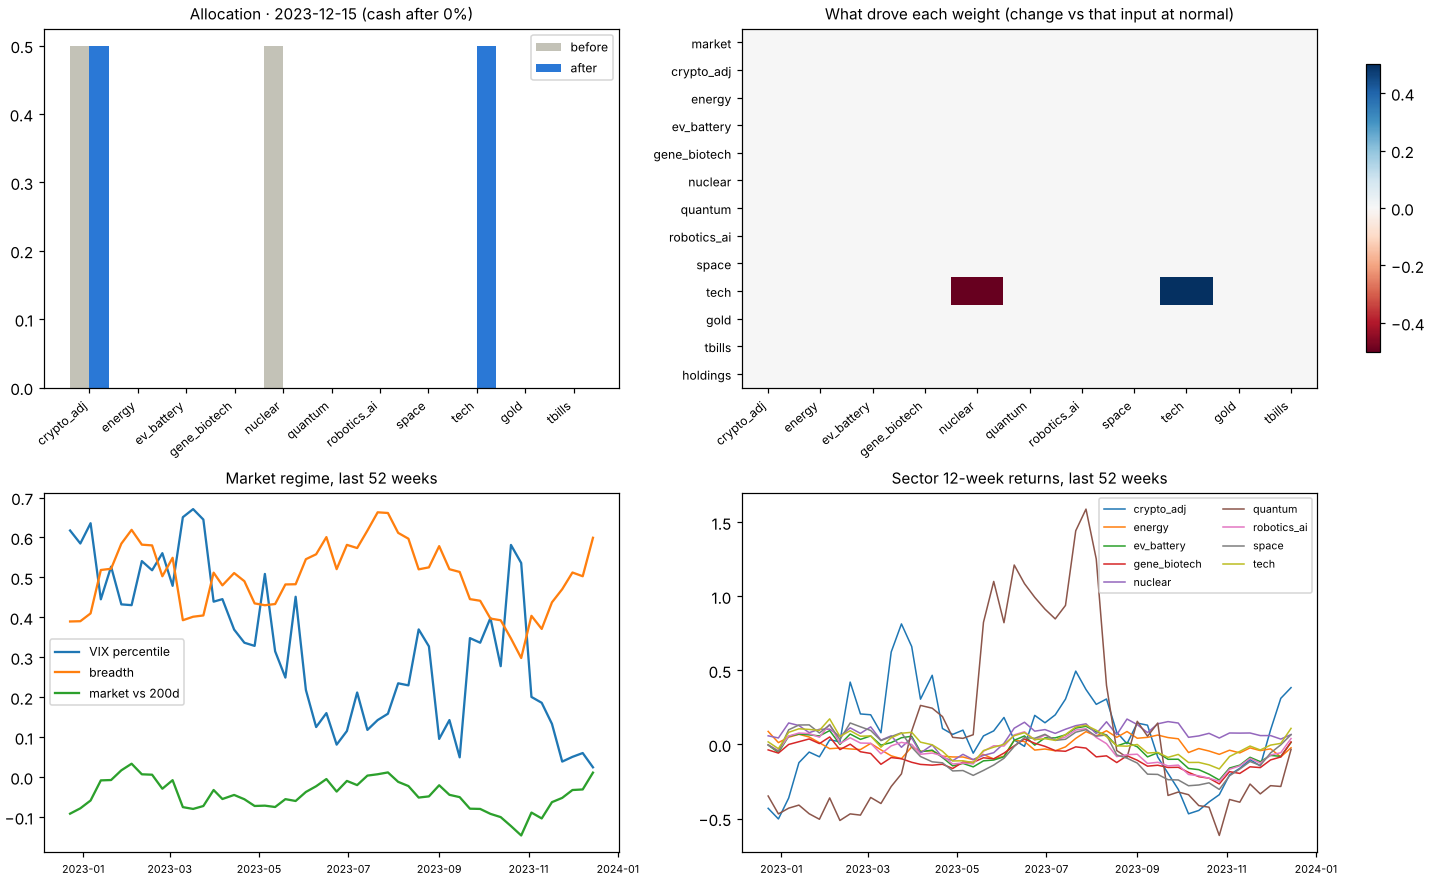 Allocation · 2023-12-15 (cash after 0%)
before
after
0.5
0.4
0.3
0.2
0.1
0.0
crypto_adj
energy
ev_battery
gene_biotech
nuclear
quantum
robotics_ai
space
tech
gold
tbills
What drove each weight (change vs that input at normal)
market
crypto_adj
energy
ev_battery
gene_biotech
nuclear
quantum
robotics_ai
space
tech
gold
tbills
holdings
crypto_adj
energy
ev_battery
gene_biotech
nuclear
quantum
robotics_ai
space
tech
gold
tbills
0.4
0.2
0.0
−0.2
−0.4
Market regime, last 52 weeks
0.7
0.6
0.5
0.4
0.3
0.2
0.1
0.0
−0.1
VIX percentile
breadth
market vs 200d
2023-01
2023-03
2023-05
2023-07
2023-09
2023-11
2024-01
Sector 12-week returns, last 52 weeks
1.5
1.0
0.5
0.0
−0.5
crypto_adj
energy
ev_battery
gene_biotech
nuclear
quantum
robotics_ai
space
tech
2023-01
2023-03
2023-05
2023-07
2023-09
2023-11
2024-01